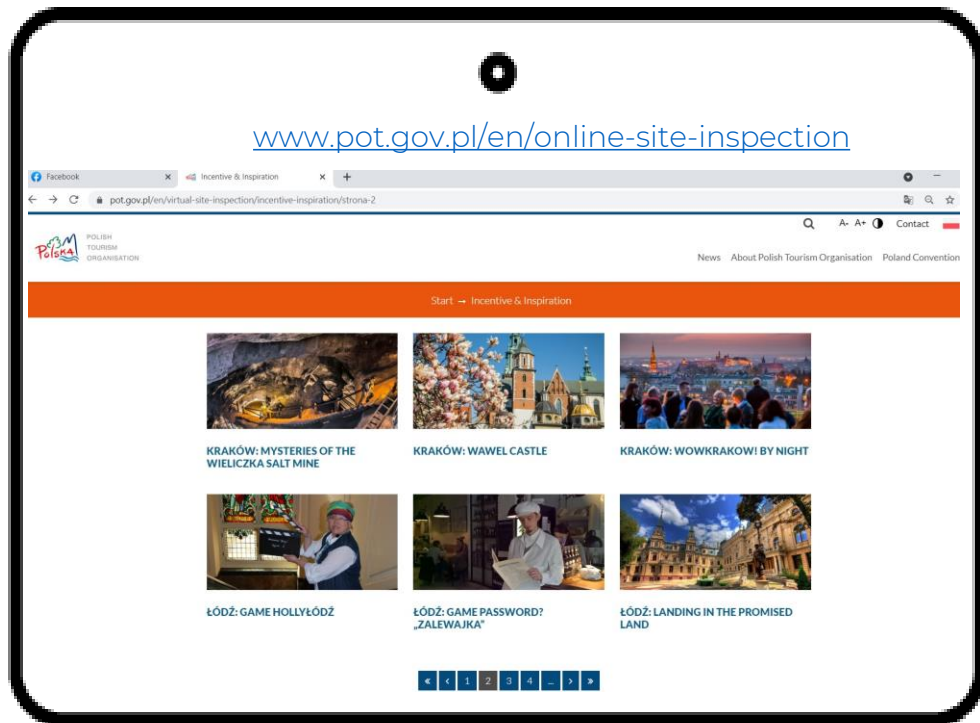 www.pot.gov.pl/en/online-site-inspection
Facebook
Incentive & Inspiration
pot.gov.pl/en/virtual-site-inspection/incentive-inspiration/strona-2
A- A+ Contact
Polska
POLISH
TOURISM
ORGANISATION
News About Polish Tourism Organisation Poland Convention
Start → Incentive & Inspiration
KRAKÓW: MYSTERIES OF THE
WIELICZKA SALT MINE
KRAKÓW: WAWEL CASTLE
KRAKÓW: WOWKRAKOW! BY NIGHT
ŁÓDŹ: GAME HOLLYŁÓDŹ
ŁÓDŹ: GAME PASSWORD?
„ZALEWAJKA”
ŁÓDŹ: LANDING IN THE PROMISED
LAND
« ‹ 1 2 3 4 ... › »